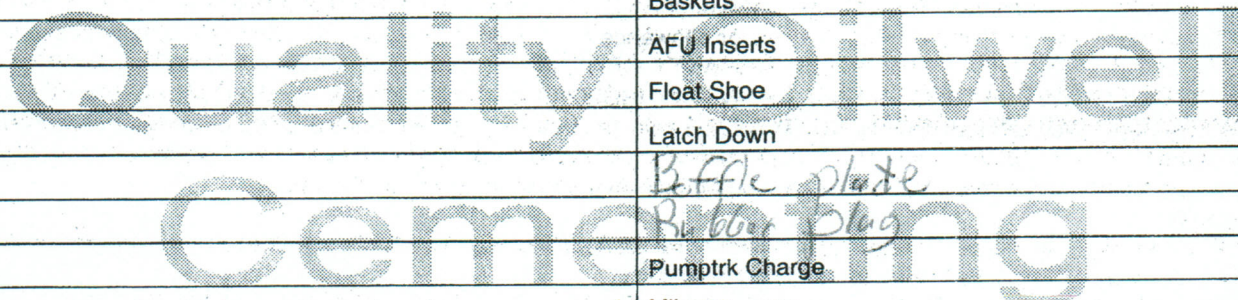 Baskets
Quality Oilwell
AFU Inserts
Float Shoe
Latch Down
Baffle plate
Cementing
Rubber plug
Pumptrk Charge